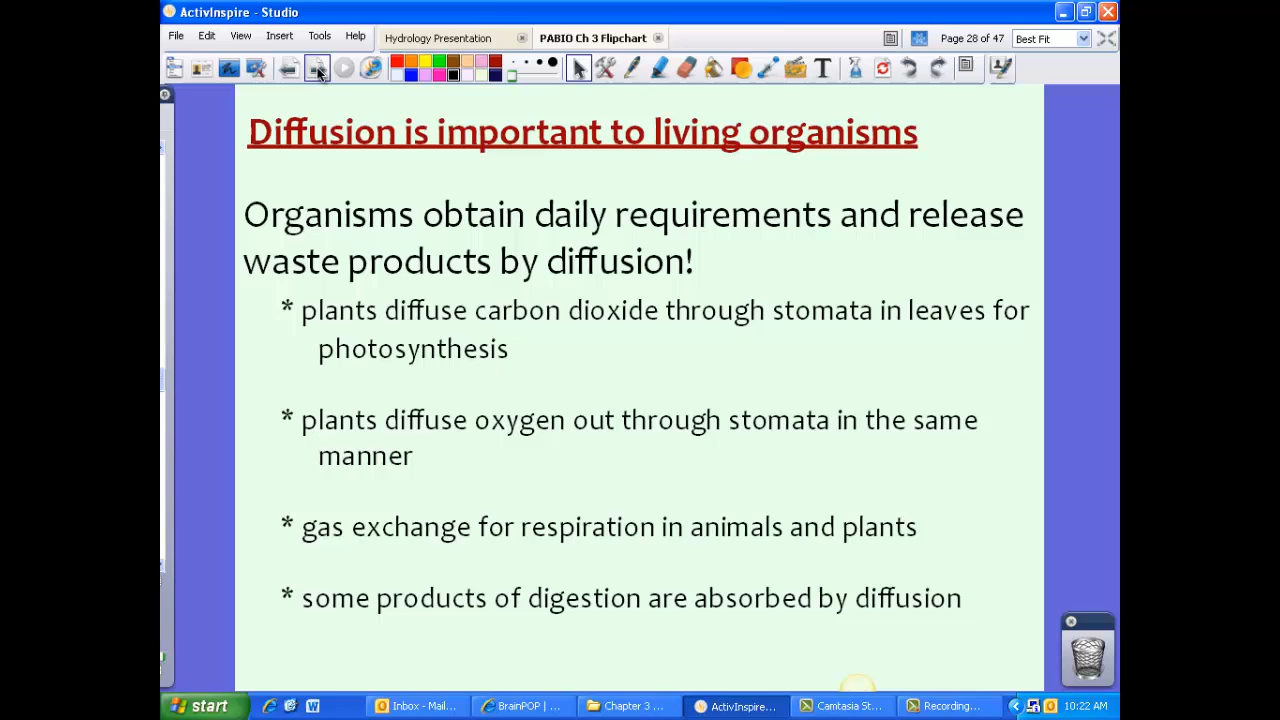 ActivInspire - Studio
File Edit View Insert Tools Help
Hydrology Presentation
PABIO Ch 3 Flipchart
Page 28 of 47
Best Fit
T
Diffusion is important to living organisms
Organisms obtain daily requirements and release
waste products by diffusion!
* plants diffuse carbon dioxide through stomata in leaves for
photosynthesis
* plants diffuse oxygen out through stomata in the same
manner
* gas exchange for respiration in animals and plants
* some products of digestion are absorbed by diffusion
start
Inbox - Mail...
BrainPOP | ...
Chapter 3 ...
ActivInspire...
Camtasia St...
Recording...
10:22 AM